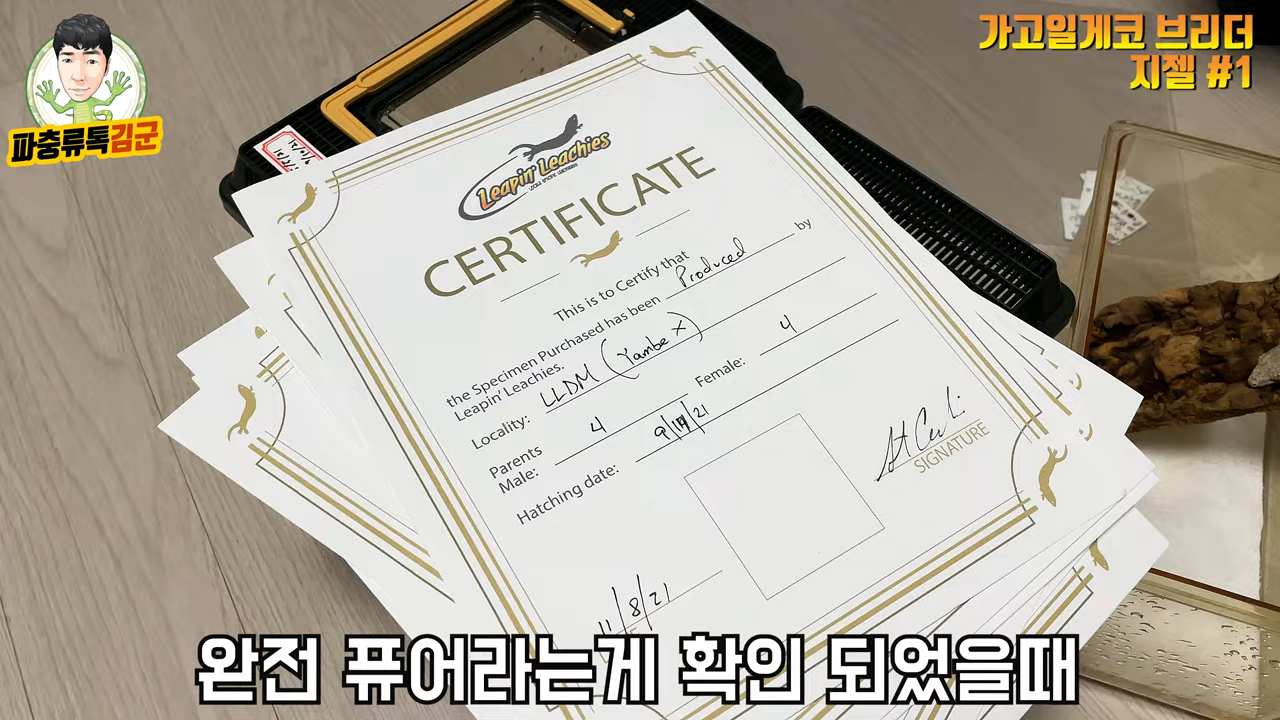 파충류톡김군
가고일게코 브리더
지젤 #1
Leapin' Leachies
CERTIFICATE
This is to Certify that
the Specimen Purchased has been Produced by
Leapin' Leachies.
Locality: LLDM (Yambe X)
Parents
Male: 4 Female: 4
Hatching date: 9/19/21
SIGNATURE
11/8/21
완전 퓨어라는게 확인 되었을때